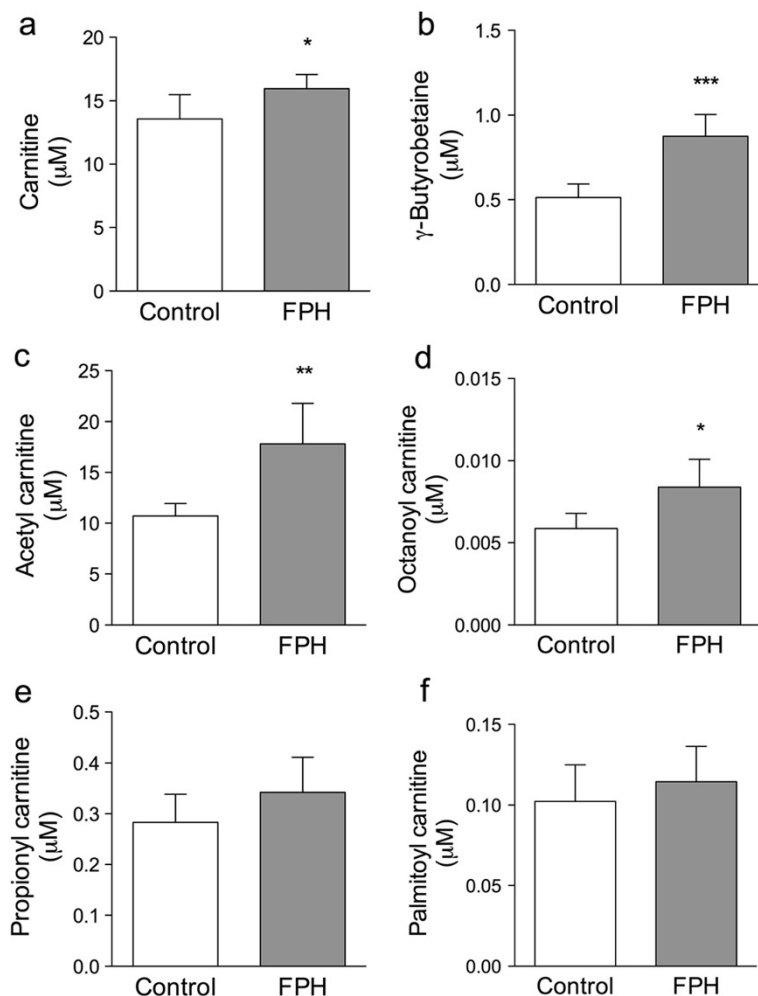 a
Carnitine
(μM)
20
15
10
5
0
*
Control FPH
b
γ-Butyrobetaine
(μM)
1.5
1.0
0.5
0.0
***
Control FPH
c
Acetyl carnitine
(μM)
25
20
15
10
5
0
**
Control FPH
d
Octanoyl carnitine
(μM)
0.015
0.010
0.005
0.000
*
Control FPH
e
Propionyl carnitine
(μM)
0.5
0.4
0.3
0.2
0.1
0.0
Control FPH
f
Palmitoyl carnitine
(μM)
0.15
0.10
0.05
0.00
Control FPH